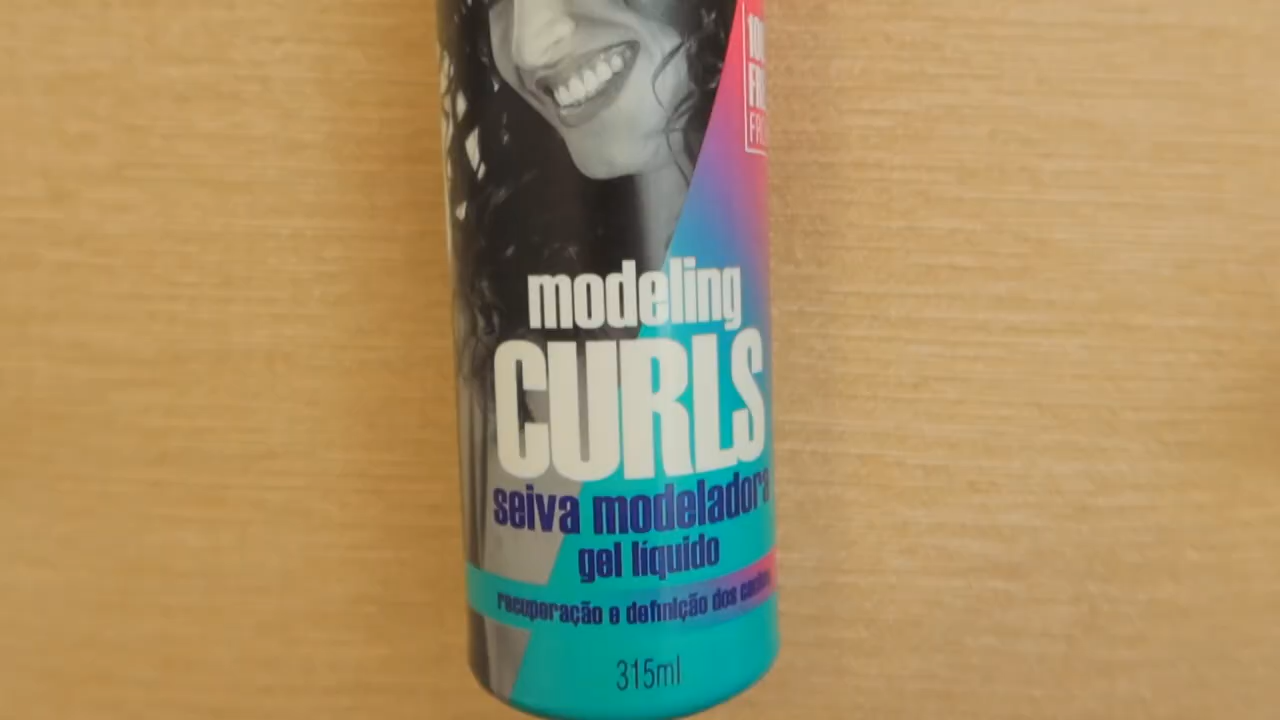 modeling
CURLS
seiva modeladora
gel líquido
recuperação e definição dos
315ml